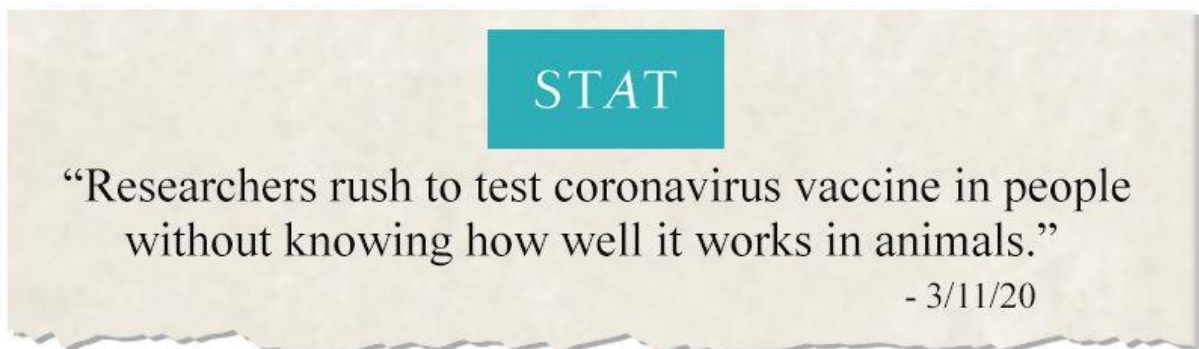 STAT
“Researchers rush to test coronavirus vaccine in people
without knowing how well it works in animals.”
- 3/11/20